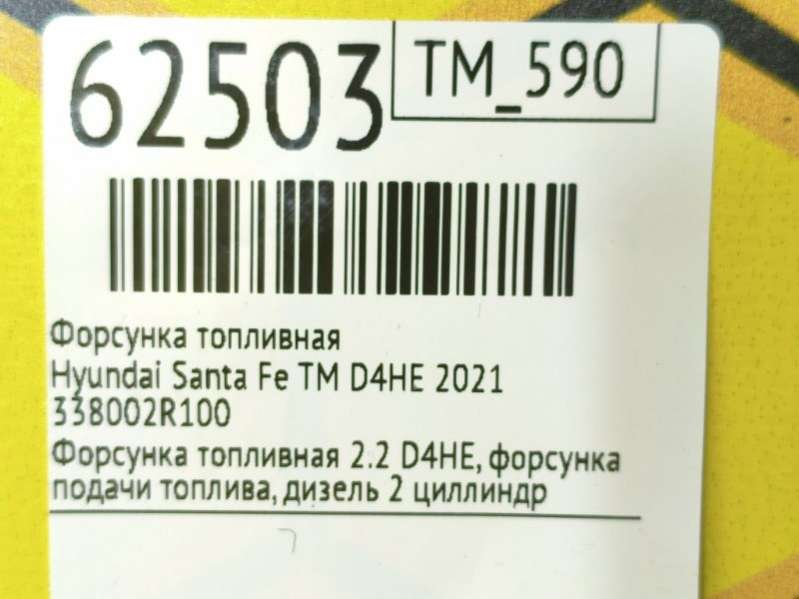 62503
TM_590
Форсунка топливная
Hyundai Santa Fe TM D4HE 2021
338002R100
Форсунка топливная 2.2 D4HE, форсунка
подачи топлива, дизель 2 циллиндр